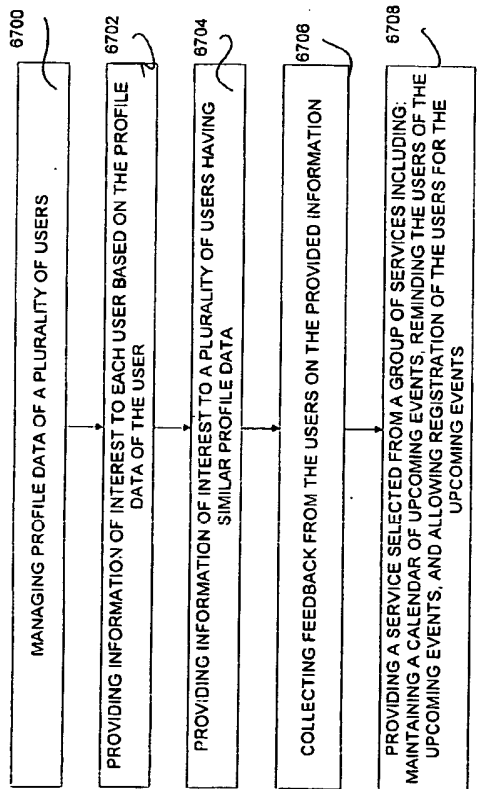 6700
MANAGING PROFILE DATA OF A PLURALITY OF USERS
6702
PROVIDING INFORMATION OF INTEREST TO EACH USER BASED ON THE PROFILE
DATA OF THE USER
6704
PROVIDING INFORMATION OF INTEREST TO A PLURALITY OF USERS HAVING
SIMILAR PROFILE DATA
6706
COLLECTING FEEDBACK FROM THE USERS ON THE PROVIDED INFORMATION
6708
PROVIDING A SERVICE SELECTED FROM A GROUP OF SERVICES INCLUDING:
MAINTAINING A CALENDAR OF UPCOMING EVENTS, REMINDING THE USERS OF THE
UPCOMING EVENTS, AND ALLOWING REGISTRATION OF THE USERS FOR THE
UPCOMING EVENTS